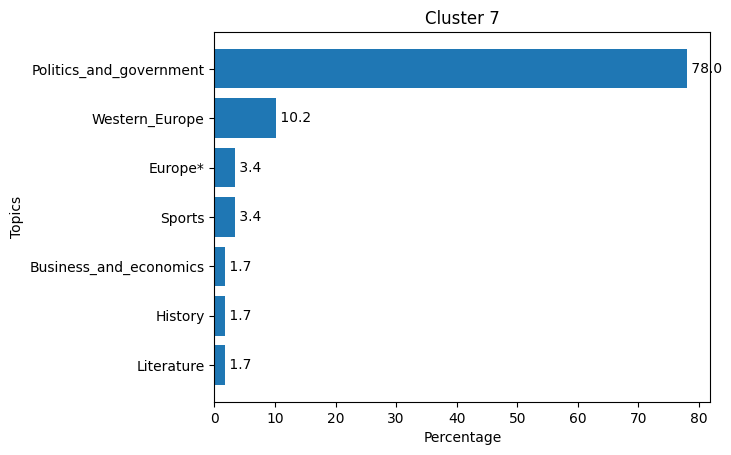 Cluster 7
Topics
Politics_and_government 78.0
Western_Europe 10.2
Europe* 3.4
Sports 3.4
Business_and_economics 1.7
History 1.7
Literature 1.7
0 10 20 30 40 50 60 70 80
Percentage